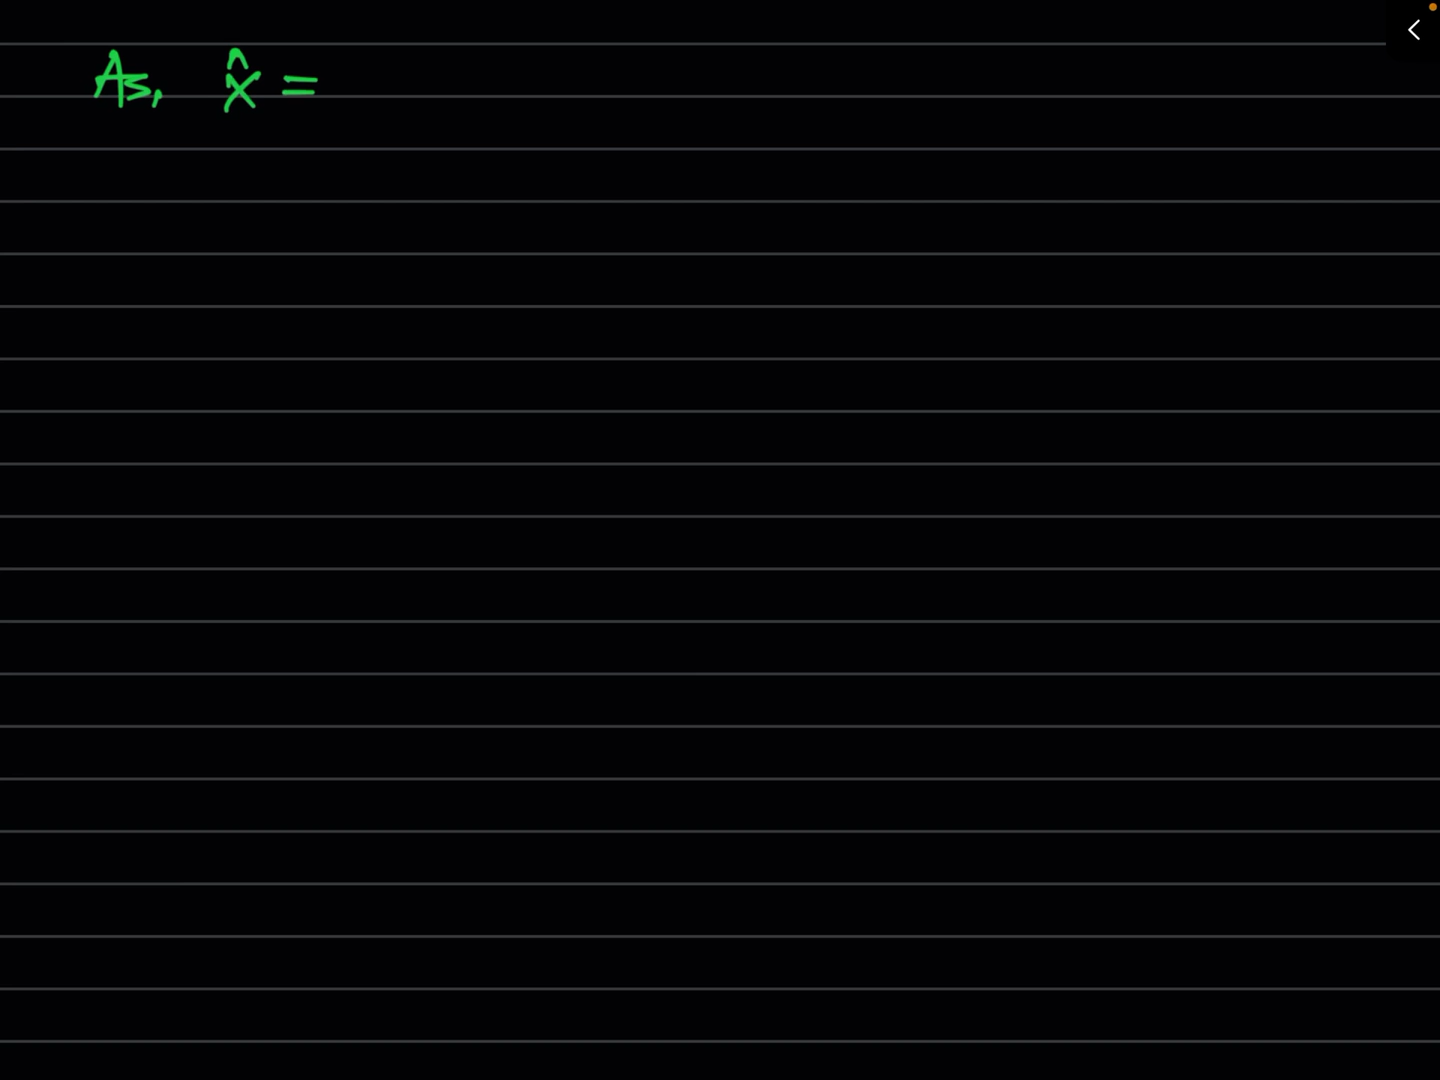 As, x̂ =